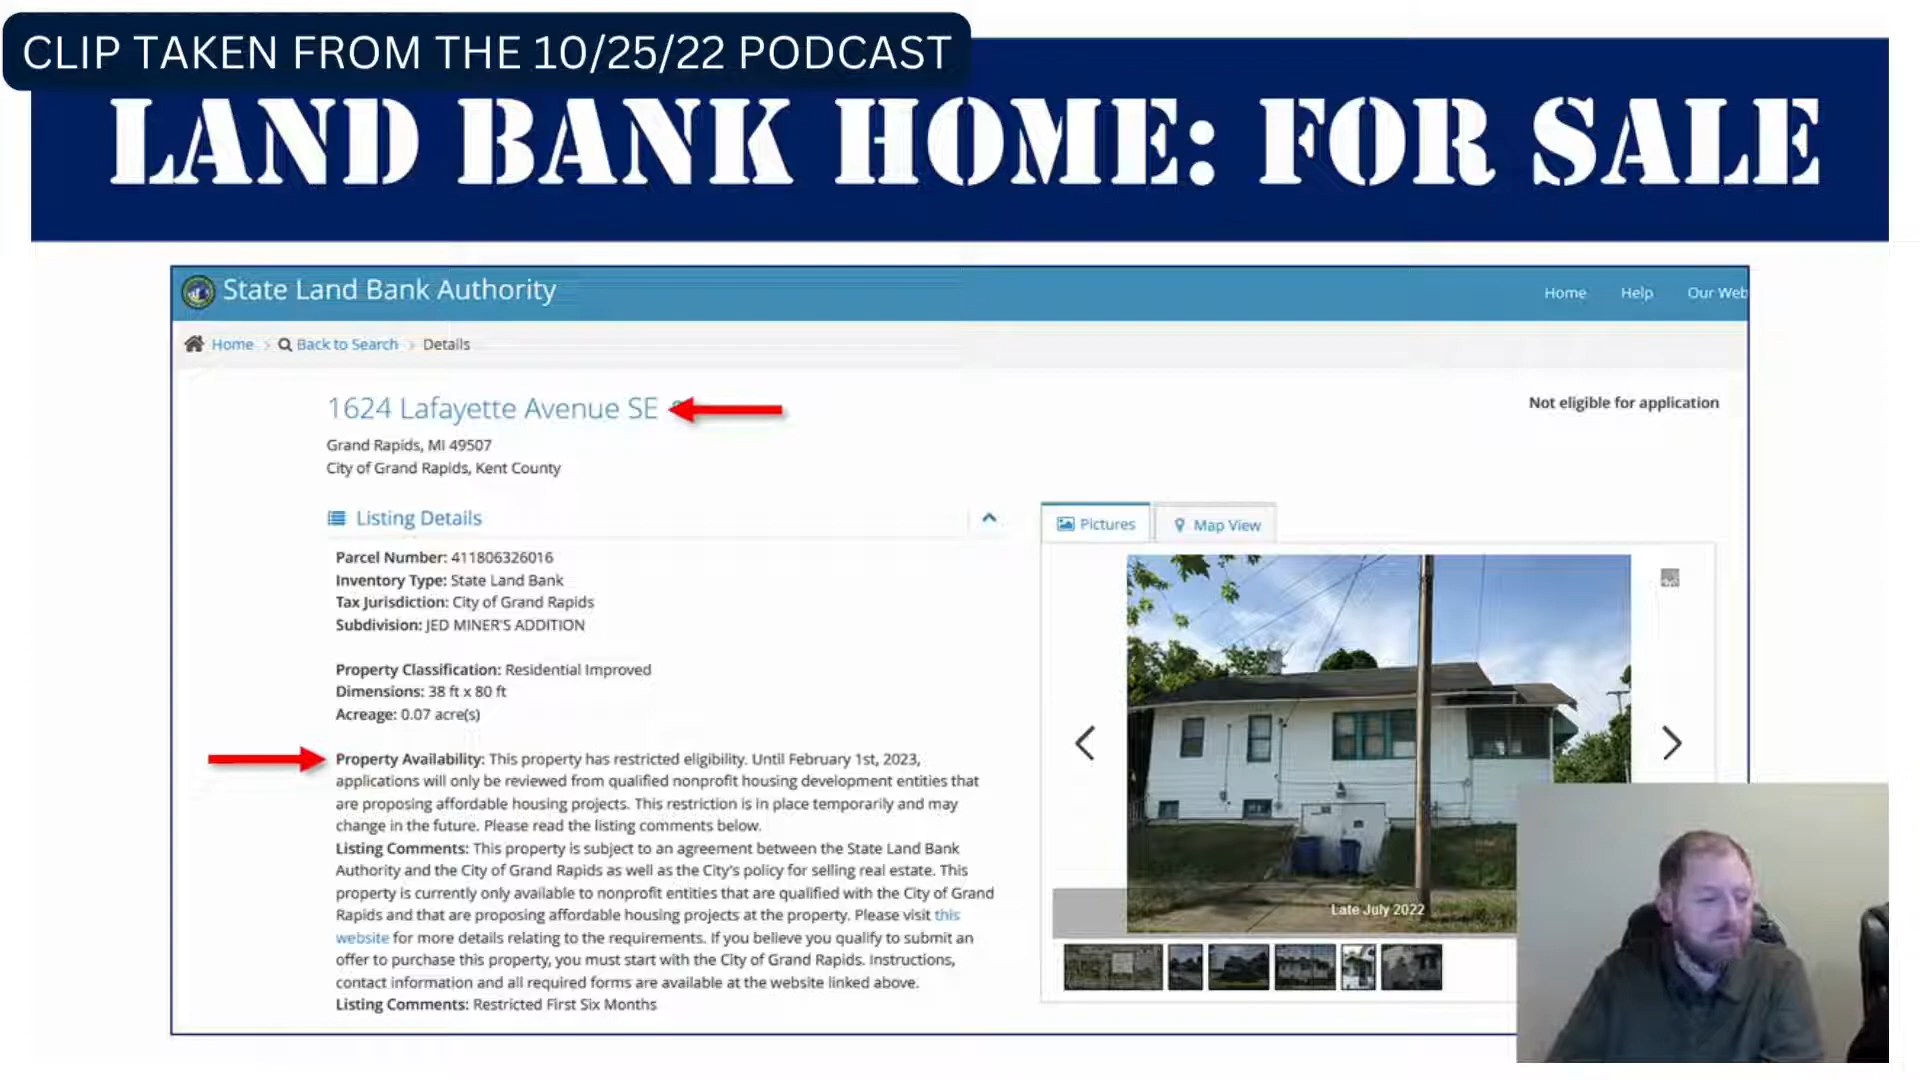 CLIP TAKEN FROM THE 10/25/22 PODCAST
LAND BANK HOME: FOR SALE
State Land Bank Authority
Home Help Our Web
Home > Back to Search > Details
1624 Lafayette Avenue SE
Not eligible for application
Grand Rapids, MI 49507
City of Grand Rapids, Kent County
Listing Details
Pictures
Map View
Parcel Number: 411806326016
Inventory Type: State Land Bank
Tax Jurisdiction: City of Grand Rapids
Subdivision: JED MINER'S ADDITION
Property Classification: Residential Improved
Dimensions: 38 ft x 80 ft
Acreage: 0.07 acre(s)
Property Availability: This property has restricted eligibility. Until February 1st, 2023,
applications will only be reviewed from qualified nonprofit housing development entities that
are proposing affordable housing projects. This restriction is in place temporarily and may
change in the future. Please read the listing comments below.
Listing Comments: This property is subject to an agreement between the State Land Bank
Authority and the City of Grand Rapids as well as the City's policy for selling real estate. This
property is currently only available to nonprofit entities that are qualified with the City of Grand
Rapids and that are proposing affordable housing projects at the property. Please visit this
website for more details relating to the requirements. If you believe you qualify to submit an
offer to purchase this property, you must start with the City of Grand Rapids. Instructions,
contact information and all required forms are available at the website linked above.
Listing Comments: Restricted First Six Months
Late July 2022